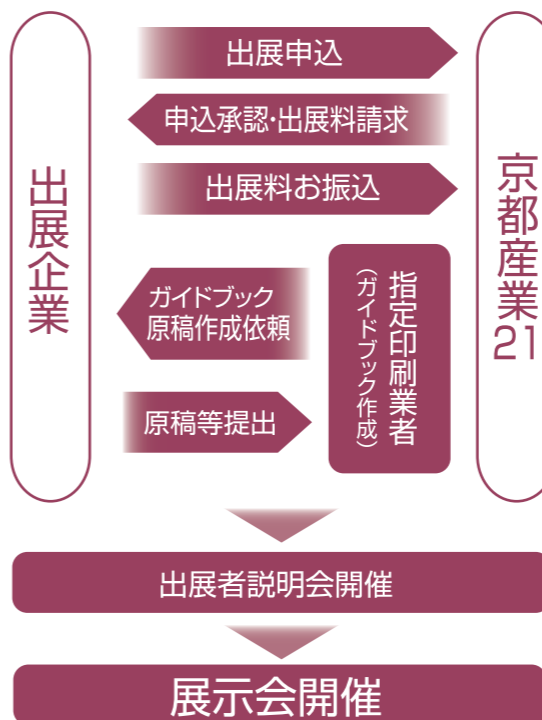 出展企業
出展申込
申込承認・出展料請求
出展料お振込
ガイドブック
原稿作成依頼
原稿等提出
指定印刷業者
(ガイドブック作成)
京都産業21
出展者説明会開催
展示会開催